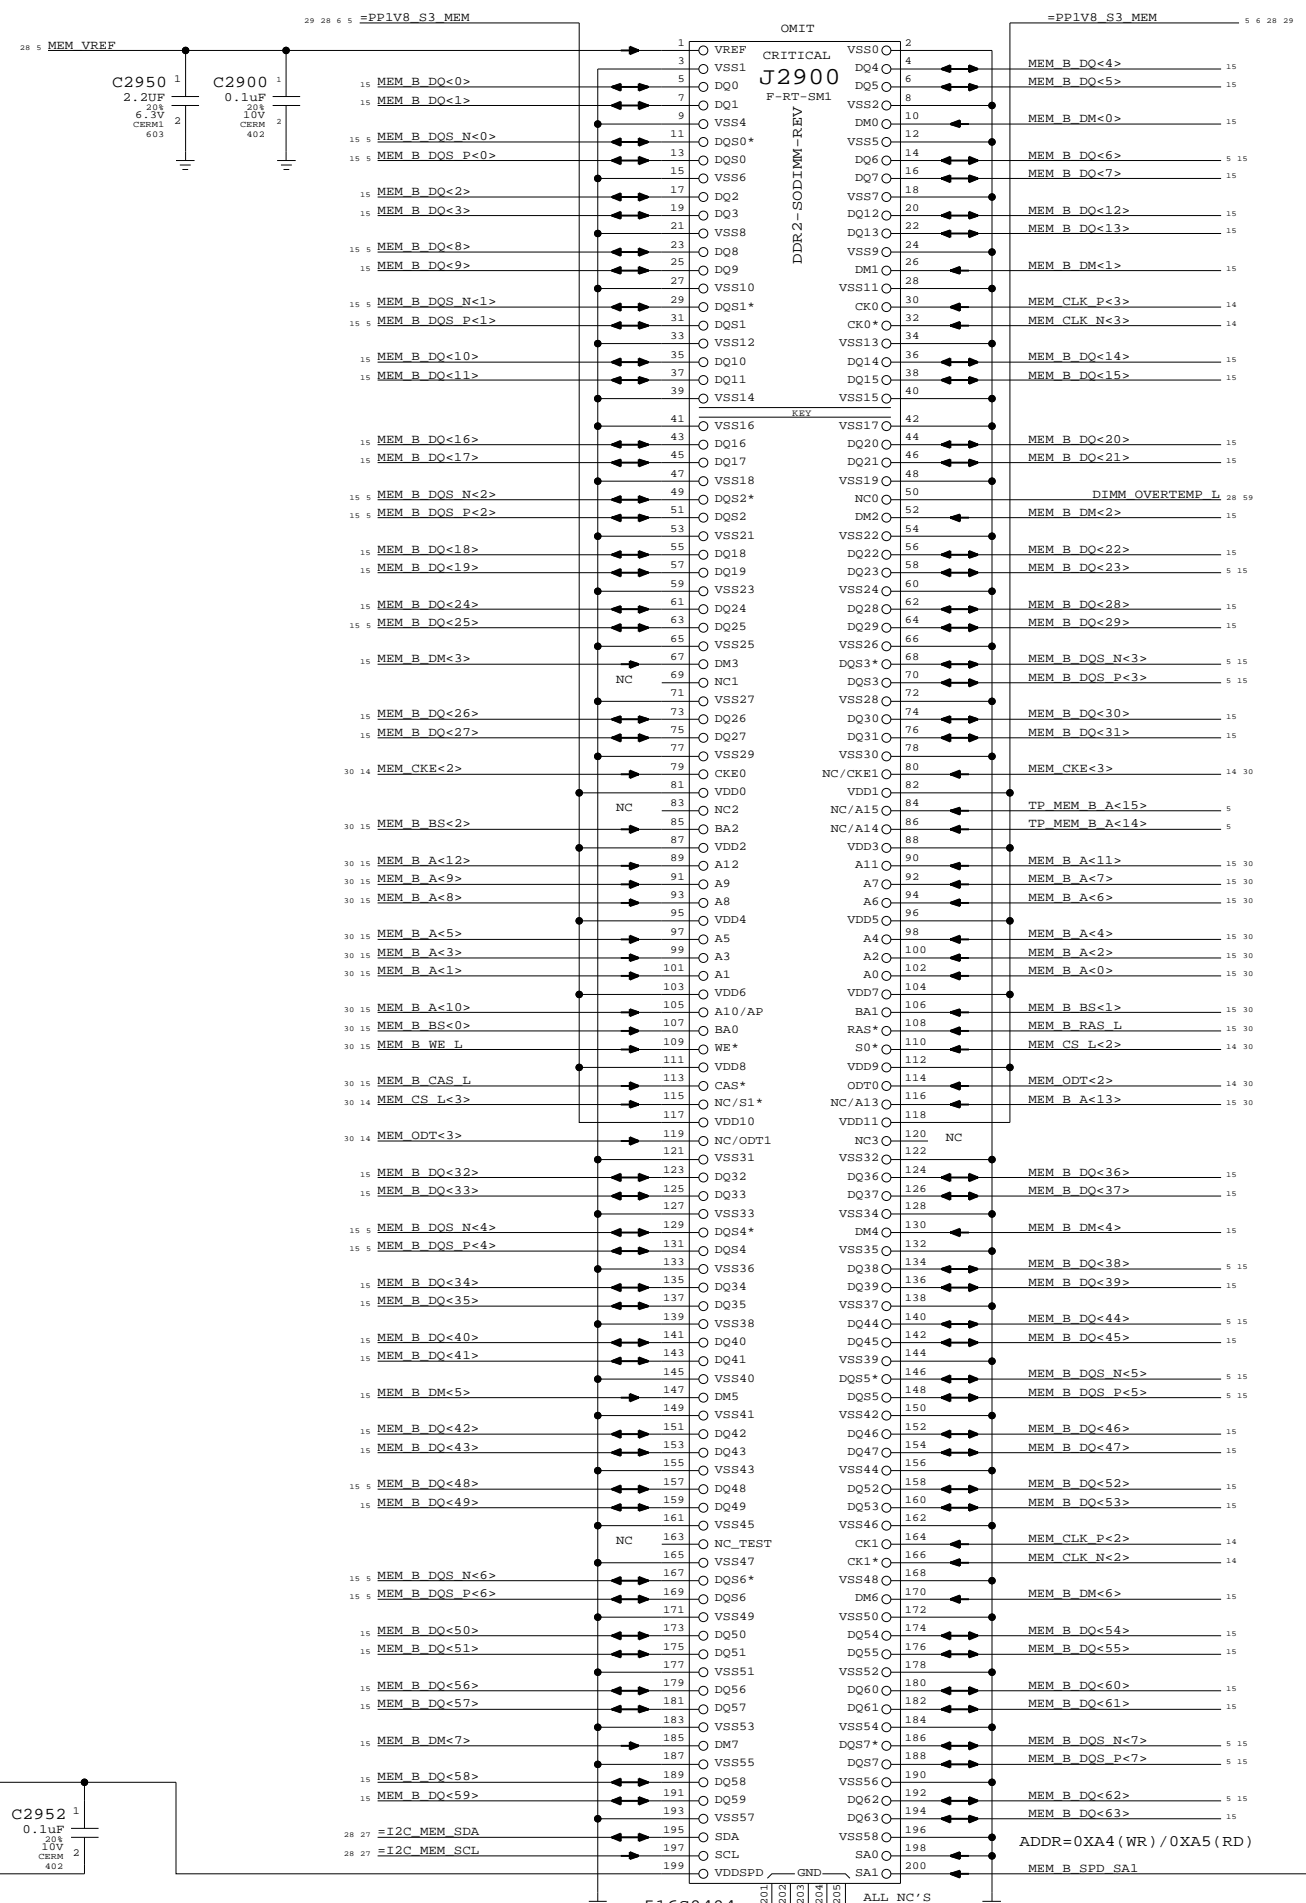 29 28 6 5 =PP1V8_S3_MEM
=PP1V8_S3_MEM 5 6 28 29
OMIT
28 5 MEM_VREF
1 VREF
VSS0 2
CRITICAL
J2900
F-RT-SM1
DDR2-SODIMM-REV
C2950 1
2.2UF
20%
6.3V
CERM1
603
2
C2900 1
0.1uF
20%
10V
CERM
402
2
3 VSS1
DQ4 4 MEM_B_DQ<4> 15
15 MEM_B_DQ<0> 5 DQ0
DQ5 6 MEM_B_DQ<5> 15
15 MEM_B_DQ<1> 7 DQ1
VSS2 8
9 VSS4
DM0 10 MEM_B_DM<0> 15
15 5 MEM_B_DQS_N<0> 11 DQS0*
VSS5 12
15 5 MEM_B_DQS_P<0> 13 DQS0
DQ6 14 MEM_B_DQ<6> 5 15
15 VSS6
DQ7 16 MEM_B_DQ<7> 15
15 MEM_B_DQ<2> 17 DQ2
VSS7 18
15 MEM_B_DQ<3> 19 DQ3
DQ12 20 MEM_B_DQ<12> 15
21 VSS8
DQ13 22 MEM_B_DQ<13> 15
15 5 MEM_B_DQ<8> 23 DQ8
VSS9 24
15 MEM_B_DQ<9> 25 DQ9
DM1 26 MEM_B_DM<1> 15
27 VSS10
VSS11 28
15 5 MEM_B_DQS_N<1> 29 DQS1*
CK0 30 MEM_CLK_P<3> 14
15 5 MEM_B_DQS_P<1> 31 DQS1
CK0* 32 MEM_CLK_N<3> 14
33 VSS12
VSS13 34
15 MEM_B_DQ<10> 35 DQ10
DQ14 36 MEM_B_DQ<14> 15
15 MEM_B_DQ<11> 37 DQ11
DQ15 38 MEM_B_DQ<15> 15
39 VSS14
VSS15 40
KEY
41 VSS16
VSS17 42
15 MEM_B_DQ<16> 43 DQ16
DQ20 44 MEM_B_DQ<20> 15
15 MEM_B_DQ<17> 45 DQ17
DQ21 46 MEM_B_DQ<21> 15
47 VSS18
VSS19 48
15 5 MEM_B_DQS_N<2> 49 DQS2*
NC0 50 DIMM_OVERTEMP_L 28 59
15 5 MEM_B_DQS_P<2> 51 DQS2
DM2 52 MEM_B_DM<2> 15
53 VSS21
VSS22 54
15 MEM_B_DQ<18> 55 DQ18
DQ22 56 MEM_B_DQ<22> 15
15 MEM_B_DQ<19> 57 DQ19
DQ23 58 MEM_B_DQ<23> 5 15
59 VSS23
VSS24 60
15 MEM_B_DQ<24> 61 DQ24
DQ28 62 MEM_B_DQ<28> 15
15 5 MEM_B_DQ<25> 63 DQ25
DQ29 64 MEM_B_DQ<29> 15
65 VSS25
VSS26 66
15 MEM_B_DM<3> 67 DM3
DQS3* 68 MEM_B_DQS_N<3> 5 15
NC 69 NC1
DQS3 70 MEM_B_DQS_P<3> 5 15
71 VSS27
VSS28 72
15 MEM_B_DQ<26> 73 DQ26
DQ30 74 MEM_B_DQ<30> 15
15 MEM_B_DQ<27> 75 DQ27
DQ31 76 MEM_B_DQ<31> 15
77 VSS29
VSS30 78
30 14 MEM_CKE<2> 79 CKE0
NC/CKE1 80 MEM_CKE<3> 14 30
81 VDD0
VDD1 82
NC 83 NC2
NC/A15 84 TP_MEM_B_A<15> 5
30 15 MEM_B_BS<2> 85 BA2
NC/A14 86 TP_MEM_B_A<14> 5
87 VDD2
VDD3 88
30 15 MEM_B_A<12> 89 A12
A11 90 MEM_B_A<11> 15 30
30 15 MEM_B_A<9> 91 A9
A7 92 MEM_B_A<7> 15 30
30 15 MEM_B_A<8> 93 A8
A6 94 MEM_B_A<6> 15 30
95 VDD4
VDD5 96
30 15 MEM_B_A<5> 97 A5
A4 98 MEM_B_A<4> 15 30
30 15 MEM_B_A<3> 99 A3
A2 100 MEM_B_A<2> 15 30
30 15 MEM_B_A<1> 101 A1
A0 102 MEM_B_A<0> 15 30
103 VDD6
VDD7 104
30 15 MEM_B_A<10> 105 A10/AP
BA1 106 MEM_B_BS<1> 15 30
30 15 MEM_B_BS<0> 107 BA0
RAS* 108 MEM_B_RAS_L 15 30
30 15 MEM_B_WE_L 109 WE*
S0* 110 MEM_CS_L<2> 14 30
111 VDD8
VDD9 112
30 15 MEM_B_CAS_L 113 CAS*
ODT0 114 MEM_ODT<2> 14 30
30 14 MEM_CS_L<3> 115 NC/S1*
NC/A13 116 MEM_B_A<13> 15 30
117 VDD10
VDD11 118
30 14 MEM_ODT<3> 119 NC/ODT1
NC3 120 NC
121 VSS31
VSS32 122
15 MEM_B_DQ<32> 123 DQ32
DQ36 124 MEM_B_DQ<36> 15
15 MEM_B_DQ<33> 125 DQ33
DQ37 126 MEM_B_DQ<37> 15
127 VSS33
VSS34 128
15 5 MEM_B_DQS_N<4> 129 DQS4*
DM4 130 MEM_B_DM<4> 15
15 5 MEM_B_DQS_P<4> 131 DQS4
VSS35 132
133 VSS36
DQ38 134 MEM_B_DQ<38> 5 15
15 MEM_B_DQ<34> 135 DQ34
DQ39 136 MEM_B_DQ<39> 15
15 MEM_B_DQ<35> 137 DQ35
VSS37 138
139 VSS38
DQ44 140 MEM_B_DQ<44> 5 15
15 MEM_B_DQ<40> 141 DQ40
DQ45 142 MEM_B_DQ<45> 15
15 MEM_B_DQ<41> 143 DQ41
VSS39 144
145 VSS40
DQS5* 146 MEM_B_DQS_N<5> 5 15
15 MEM_B_DM<5> 147 DM5
DQS5 148 MEM_B_DQS_P<5> 5 15
149 VSS41
VSS42 150
15 MEM_B_DQ<42> 151 DQ42
DQ46 152 MEM_B_DQ<46> 15
15 MEM_B_DQ<43> 153 DQ43
DQ47 154 MEM_B_DQ<47> 15
155 VSS43
VSS44 156
15 5 MEM_B_DQ<48> 157 DQ48
DQ52 158 MEM_B_DQ<52> 15
15 MEM_B_DQ<49> 159 DQ49
DQ53 160 MEM_B_DQ<53> 15
161 VSS45
VSS46 162
NC 163 NC_TEST
CK1 164 MEM_CLK_P<2> 14
165 VSS47
CK1* 166 MEM_CLK_N<2> 14
15 5 MEM_B_DQS_N<6> 167 DQS6*
VSS48 168
15 5 MEM_B_DQS_P<6> 169 DQS6
DM6 170 MEM_B_DM<6> 15
171 VSS49
VSS50 172
15 MEM_B_DQ<50> 173 DQ50
DQ54 174 MEM_B_DQ<54> 15
15 MEM_B_DQ<51> 175 DQ51
DQ55 176 MEM_B_DQ<55> 15
177 VSS51
VSS52 178
15 MEM_B_DQ<56> 179 DQ56
DQ60 180 MEM_B_DQ<60> 15
15 MEM_B_DQ<57> 181 DQ57
DQ61 182 MEM_B_DQ<61> 15
183 VSS53
VSS54 184
15 MEM_B_DM<7> 185 DM7
DQS7* 186 MEM_B_DQS_N<7> 5 15
187 VSS55
DQS7 188 MEM_B_DQS_P<7> 5 15
15 MEM_B_DQ<58> 189 DQ58
VSS56 190
15 MEM_B_DQ<59> 191 DQ59
DQ62 192 MEM_B_DQ<62> 5 15
193 VSS57
DQ63 194 MEM_B_DQ<63> 15
28 27 =I2C_MEM_SDA 195 SDA
VSS58 196
ADDR=0XA4(WR)/0XA5(RD)
28 27 =I2C_MEM_SCL 197 SCL
SA0 198
199 VDDSPD
GND
SA1 200 MEM_B_SPD_SA1
C2952 1
0.1uF
20%
10V
CERM
402
2
201
202
203
204
205
ALL NC'S